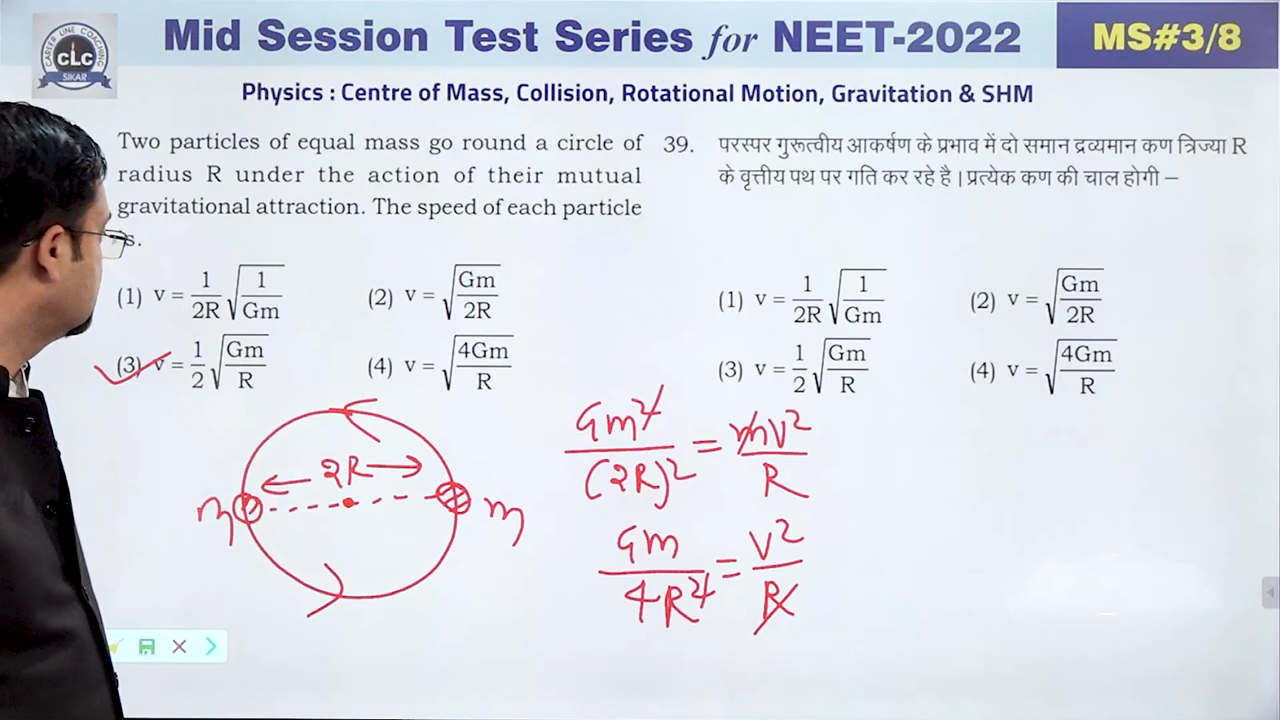 CAREER LINE COACHING
CLC
SIKAR
Mid Session Test Series for NEET-2022
MS#3/8
Physics : Centre of Mass, Collision, Rotational Motion, Gravitation & SHM
Two particles of equal mass go round a circle of
radius R under the action of their mutual
gravitational attraction. The speed of each particle
s.
(1) v = 1/2R √(1/Gm)
(2) v = √(Gm/2R)
(3) v = 1/2 √(Gm/R)
(4) v = √(4Gm/R)
39. परस्पर गुरूत्वीय आकर्षण के प्रभाव में दो समान द्रव्यमान कण त्रिज्या R
के वृत्तीय पथ पर गति कर रहे है। प्रत्येक कण की चाल होगी –
(1) v = 1/2R √(1/Gm)
(2) v = √(Gm/2R)
(3) v = 1/2 √(Gm/R)
(4) v = √(4Gm/R)
2R
m
m
Gm²/(2R)² = mv²/R
Gm/4R² = v²/R